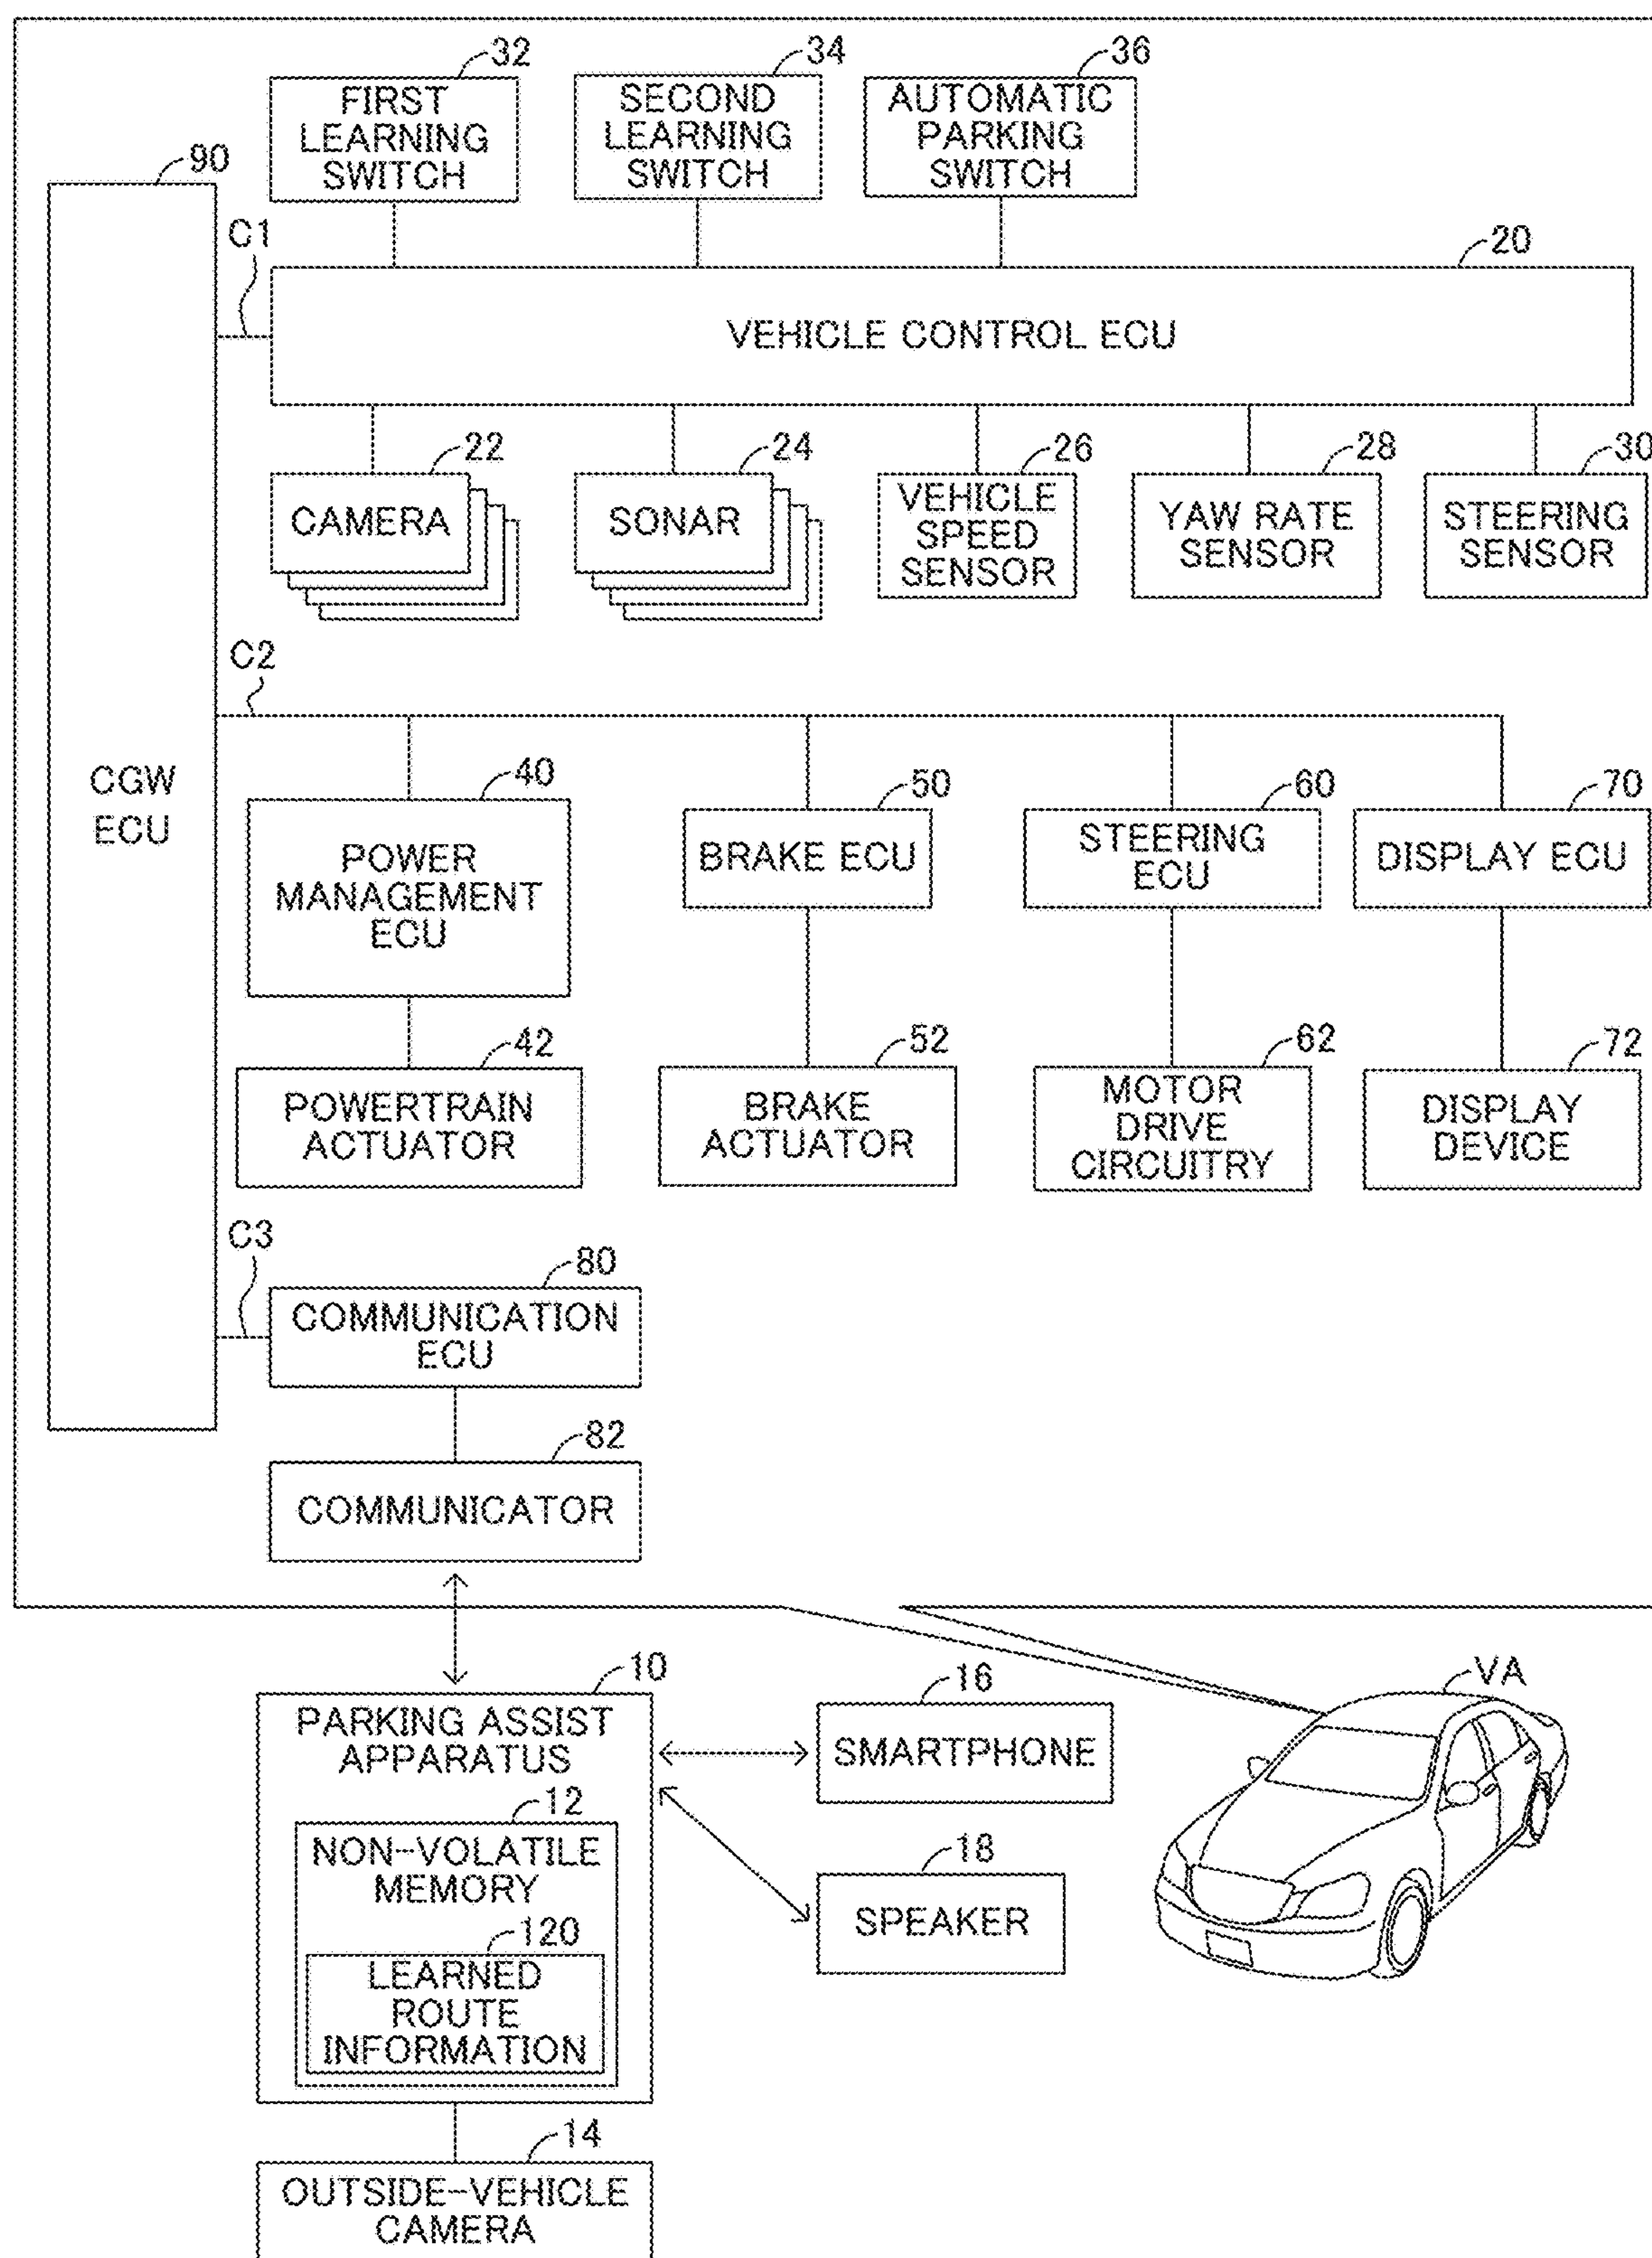 32
FIRST
LEARNING
SWITCH
34
SECOND
LEARNING
SWITCH
36
AUTOMATIC
PARKING
SWITCH
90
CGW
ECU
C1
20
VEHICLE CONTROL ECU
22
CAMERA
24
SONAR
26
VEHICLE
SPEED
SENSOR
28
YAW RATE
SENSOR
30
STEERING
SENSOR
C2
40
POWER
MANAGEMENT
ECU
50
BRAKE ECU
60
STEERING
ECU
70
DISPLAY ECU
42
POWERTRAIN
ACTUATOR
52
BRAKE
ACTUATOR
62
MOTOR
DRIVE
CIRCUITRY
72
DISPLAY
DEVICE
C3
80
COMMUNICATION
ECU
82
COMMUNICATOR
10
PARKING ASSIST
APPARATUS
12
NON-VOLATILE
MEMORY
120
LEARNED
ROUTE
INFORMATION
16
SMARTPHONE
18
SPEAKER
VA
14
OUTSIDE-VEHICLE
CAMERA